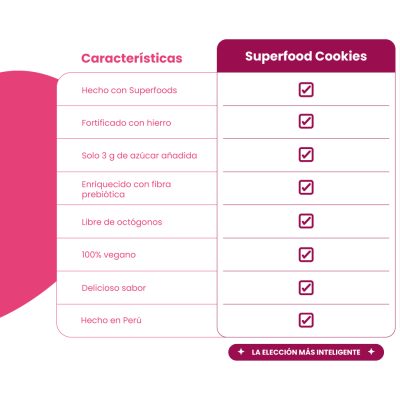 Características
Superfood Cookies
Hecho con Superfoods
Fortificado con hierro
Solo 3 g de azúcar añadida
Enriquecido con fibra
prebiótica
Libre de octógonos
100% vegano
Delicioso sabor
Hecho en Perú
LA ELECCIÓN MÁS INTELIGENTE